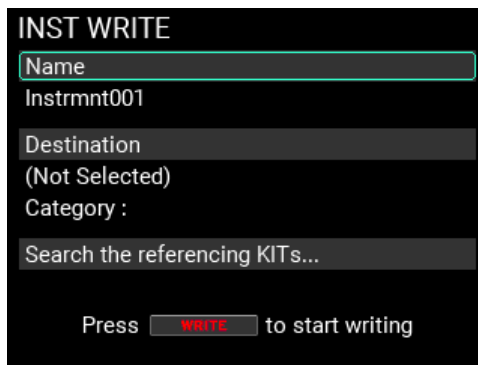 INST WRITE
Name
Instrmnt001
Destination
(Not Selected)
Category :
Search the referencing KITs...
Press WRITE to start writing